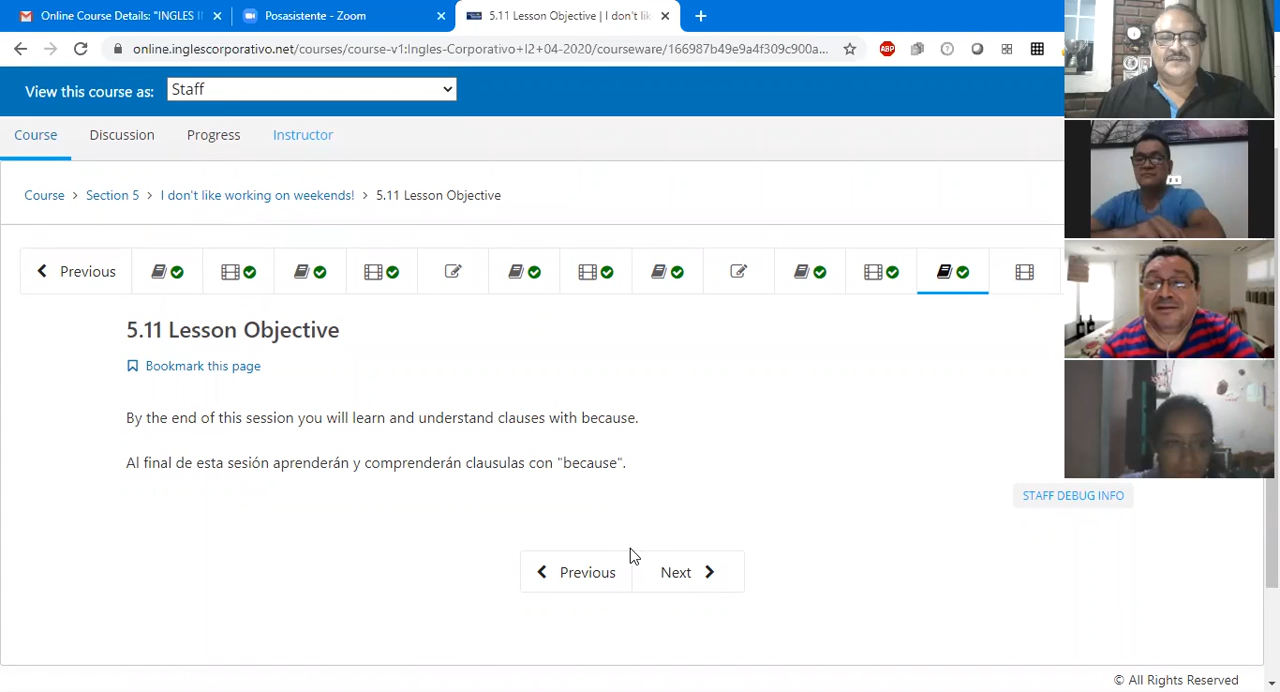 Online Course Details: "INGLES II
Posasistente - Zoom
5.11 Lesson Objective | I don't lik
online.inglescorporativo.net/courses/course-v1:Ingles-Corporativo+I2+04-2020/courseware/166987b49e9a4f309c900a...
ABP
View this course as:
Staff
Course
Discussion
Progress
Instructor
Course > Section 5 > I don't like working on weekends! > 5.11 Lesson Objective
Previous
5.11 Lesson Objective
Bookmark this page
By the end of this session you will learn and understand clauses with because.
Al final de esta sesión aprenderán y comprenderán clausulas con "because".
STAFF DEBUG INFO
Previous
Next
© All Rights Reserved